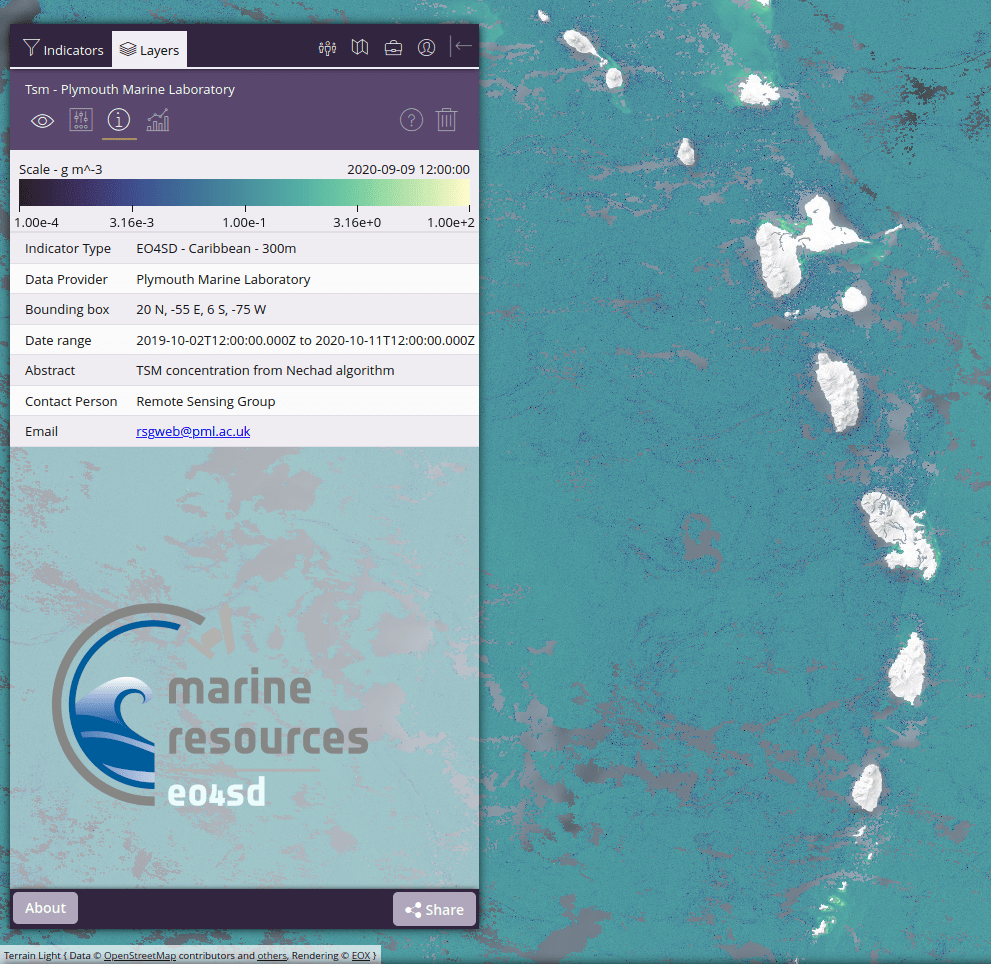 Indicators Layers
Tsm - Plymouth Marine Laboratory
Scale - g m^-3 2020-09-09 12:00:00
1.00e-4 3.16e-3 1.00e-1 3.16e+0 1.00e+2
Indicator Type EO4SD - Caribbean - 300m
Data Provider Plymouth Marine Laboratory
Bounding box 20 N, -55 E, 6 S, -75 W
Date range 2019-10-02T12:00:00.000Z to 2020-10-11T12:00:00.000Z
Abstract TSM concentration from Nechad algorithm
Contact Person Remote Sensing Group
Email rsgweb@pml.ac.uk
marine
resources
eo4sd
About Share
Terrain Light { Data © OpenStreetMap contributors and others, Rendering © EOX }